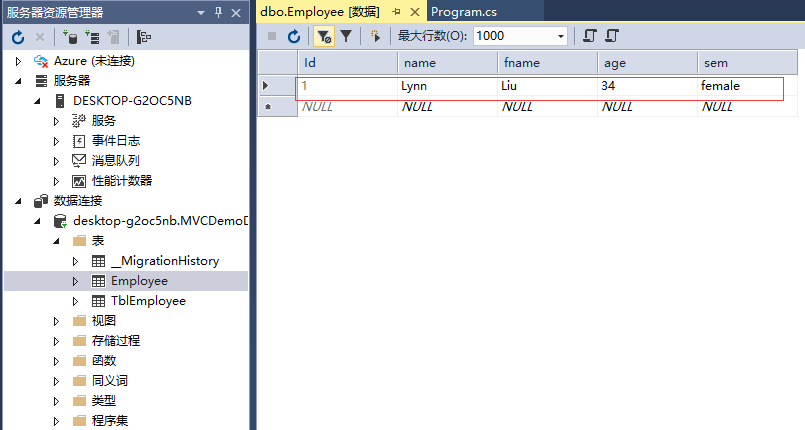 服务器资源管理器
Azure (未连接)
服务器
DESKTOP-G2OC5NB
服务
事件日志
消息队列
性能计数器
数据连接
desktop-g2oc5nb.MVCDemoD
表
__MigrationHistory
Employee
TblEmployee
视图
存储过程
函数
同义词
类型
程序集
dbo.Employee [数据] Program.cs
最大行数(O): 1000
Id name fname age sem
1 Lynn Liu 34 female
NULL NULL NULL NULL NULL